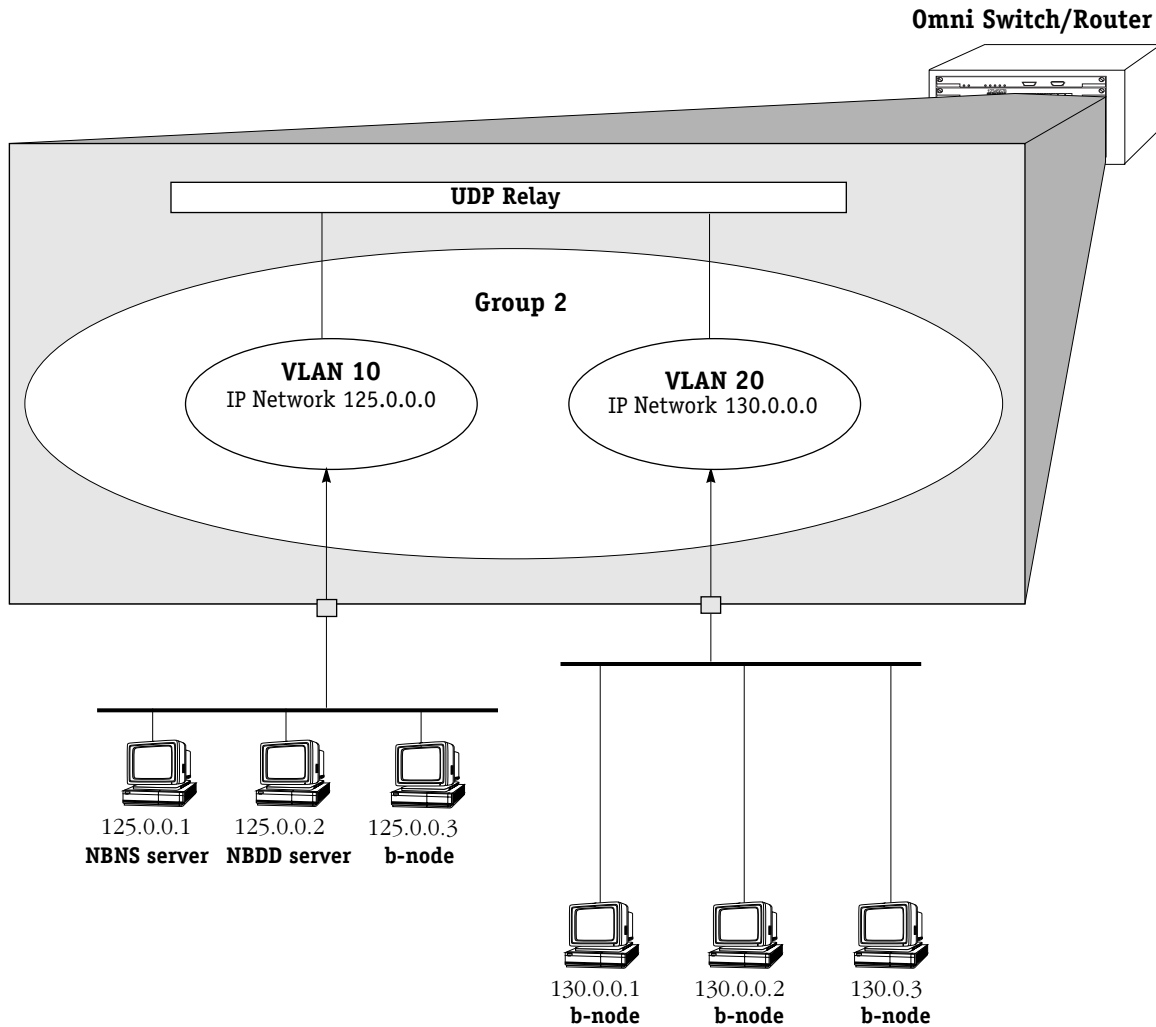 Omni Switch/Router
UDP Relay
Group 2
VLAN 10
IP Network 125.0.0.0
VLAN 20
IP Network 130.0.0.0
125.0.0.1
NBNS server
125.0.0.2
NBDD server
125.0.0.3
b-node
130.0.0.1
b-node
130.0.0.2
b-node
130.0.3
b-node